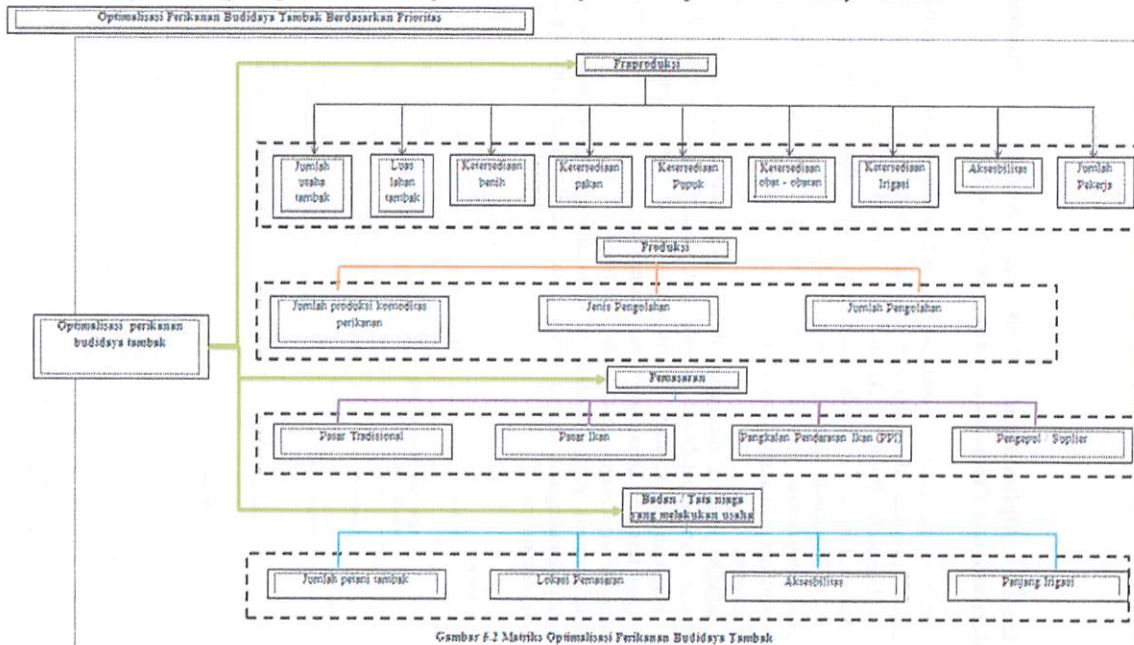 Optimalisasi Perikanan Budidaya Tambak Berdasarkan Prioritas
Praproduksi
Jumlah
usaha
tambak
Luas
lahan
tambak
Ketersediaan
benih
Ketersediaan
pakan
Ketersediaan
Pupuk
Ketersediaan
obat - obatan
Ketersediaan
Irigasi
Aksesbilitas
Jumlah
Pekerja
Produksi
Jumlah produksi komoditas
perikanan
Jenis Pengolahan
Jumlah Pengolahan
Optimalisasi perikanan
budidaya tambak
Pemasaran
Pasar Tradisional
Pasar Ikan
Pangkalan Pendaratan Ikan (PPI)
Pengepul / Suplier
Badan / Tata niaga
yang melakukan usaha
Jumlah petani tambak
Lokasi Pemasaran
Aksesbilitas
Panjang Irigasi
Gambar 6.2 Matriks Optimalisasi Perikanan Budidaya Tambak